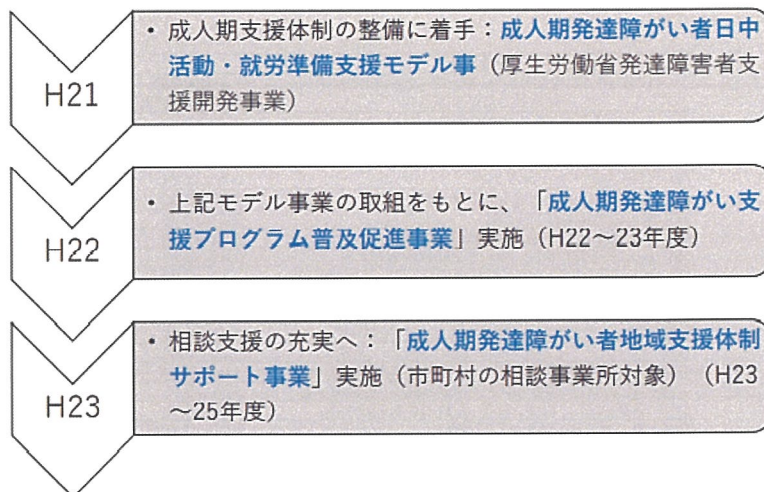 H21
• 成人期支援体制の整備に着手：成人期発達障がい者日中
活動・就労準備支援モデル事（厚生労働省発達障害者支
援開発事業）
H22
• 上記モデル事業の取組をもとに、「成人期発達障がい支
援プログラム普及促進事業」実施（H22～23年度）
H23
• 相談支援の充実へ：「成人期発達障がい者地域支援体制
サポート事業」実施（市町村の相談事業所対象）（H23
～25年度）